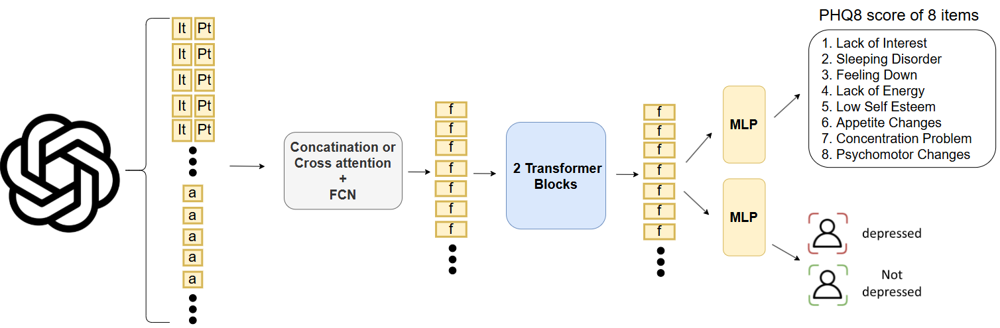 It Pt
It Pt
It Pt
It Pt
It Pt
a
a
a
a
a
Concatination or
Cross attention
+
FCN
f
f
f
f
f
f
f
2 Transformer
Blocks
f
f
f
f
f
f
f
MLP
MLP
PHQ8 score of 8 items
1. Lack of Interest
2. Sleeping Disorder
3. Feeling Down
4. Lack of Energy
5. Low Self Esteem
6. Appetite Changes
7. Concentration Problem
8. Psychomotor Changes
depressed
Not
depressed